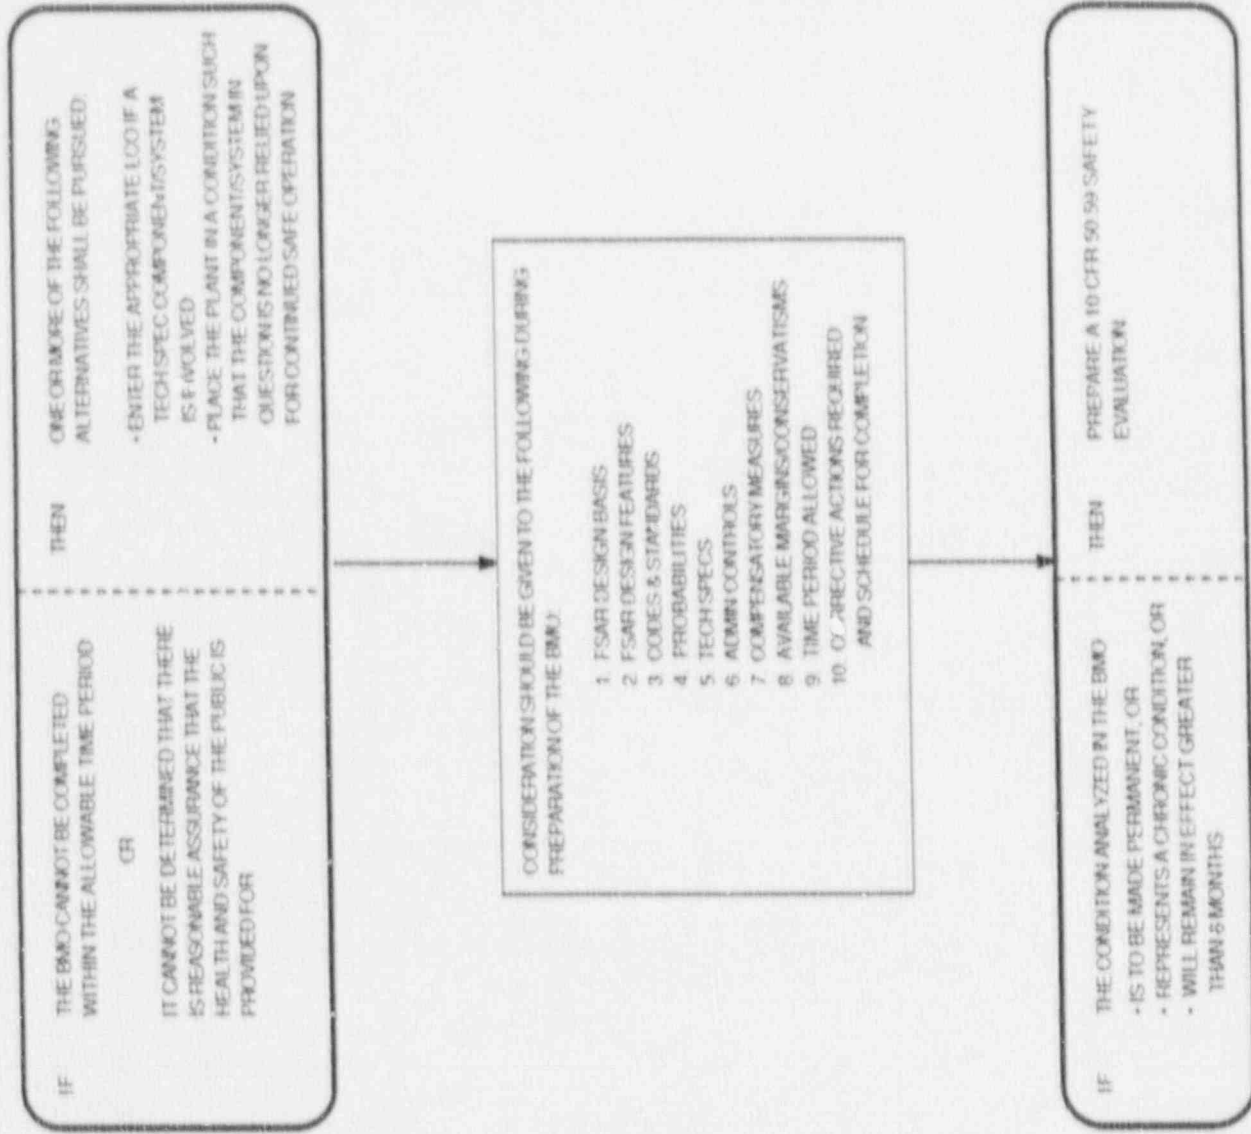 IF
THE BMO CANNOT BE COMPLETED
WITHIN THE ALLOWABLE TIME PERIOD
OR
IT CANNOT BE DETERMINED THAT THERE
IS REASONABLE ASSURANCE THAT THE
HEALTH AND SAFETY OF THE PUBLIC IS
PROVIDED FOR
THEN
ONE OR MORE OF THE FOLLOWING
ALTERNATIVES SHALL BE PURSUED:
- ENTER THE APPROPRIATE LCO IF A
TECH SPEC COMPONENT/SYSTEM
IS
- PLACE THE PLANT IN A CONDITION SUCH
THAT THE COMPONENT/SYSTEM IN
QUESTION IS NO LONGER RELIED UPON
FOR CONTINUED SAFE OPERATION
CONSIDERATION SHOULD BE GIVEN TO THE FOLLOWING DURING
PREPARATION OF THE BMO:
1. FSAR DESIGN BASIS
2. FSAR DESIGN FEATURES
3. CODES & STANDARDS
4. PROBABILITIES
5. TECH SPECS
6. ADMIN CONTROLS
7. COMPENSATORY MEASURES
8. AVAILABLE MARGINS/CONSERVATISMS
9. TIME PERIOD ALLOWED
10. ACTIONS REQUIRED
AND SCHEDULE FOR COMPLETION
IF
THE CONDITION ANALYZED IN THE BMO
- IS TO BE MADE PERMANENT, OR
- REPRESENTS A CHRONIC CONDITION, OR
- WILL REMAIN IN EFFECT GREATER
THAN 6 MONTHS
THEN
PREPARE A 10 CFR 50.59 SAFETY
EVALUATION